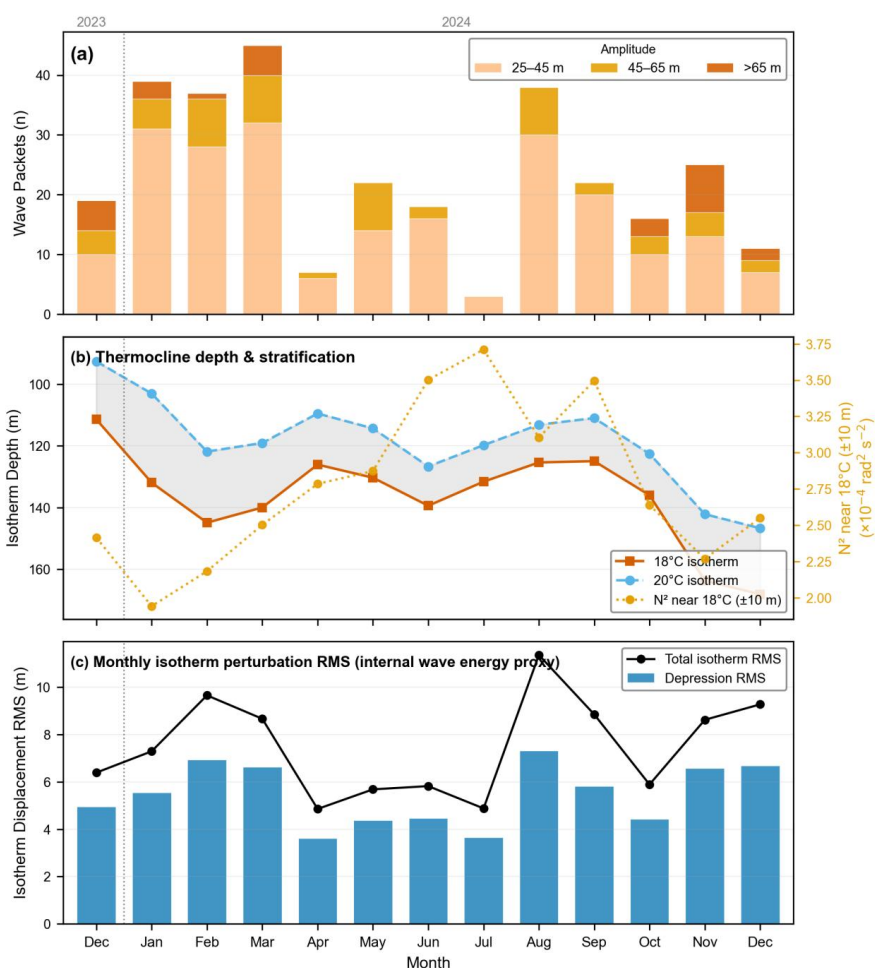 2023 2024
(a)
Amplitude
25–45 m 45–65 m >65 m
Wave Packets (n)
40
30
20
10
0
(b) Thermocline depth & stratification
Isotherm Depth (m)
100
120
140
160
3.75
3.50
3.25
3.00
2.75
2.50
2.25
2.00
N² near 18°C (±10 m)
(×10⁻⁴ rad² s⁻²)
18°C isotherm
20°C isotherm
N² near 18°C (±10 m)
(c) Monthly isotherm perturbation RMS (internal wave energy proxy)
Total isotherm RMS
Depression RMS
Isotherm Displacement RMS (m)
10
8
6
4
2
0
Dec Jan Feb Mar Apr May Jun Jul Aug Sep Oct Nov Dec
Month